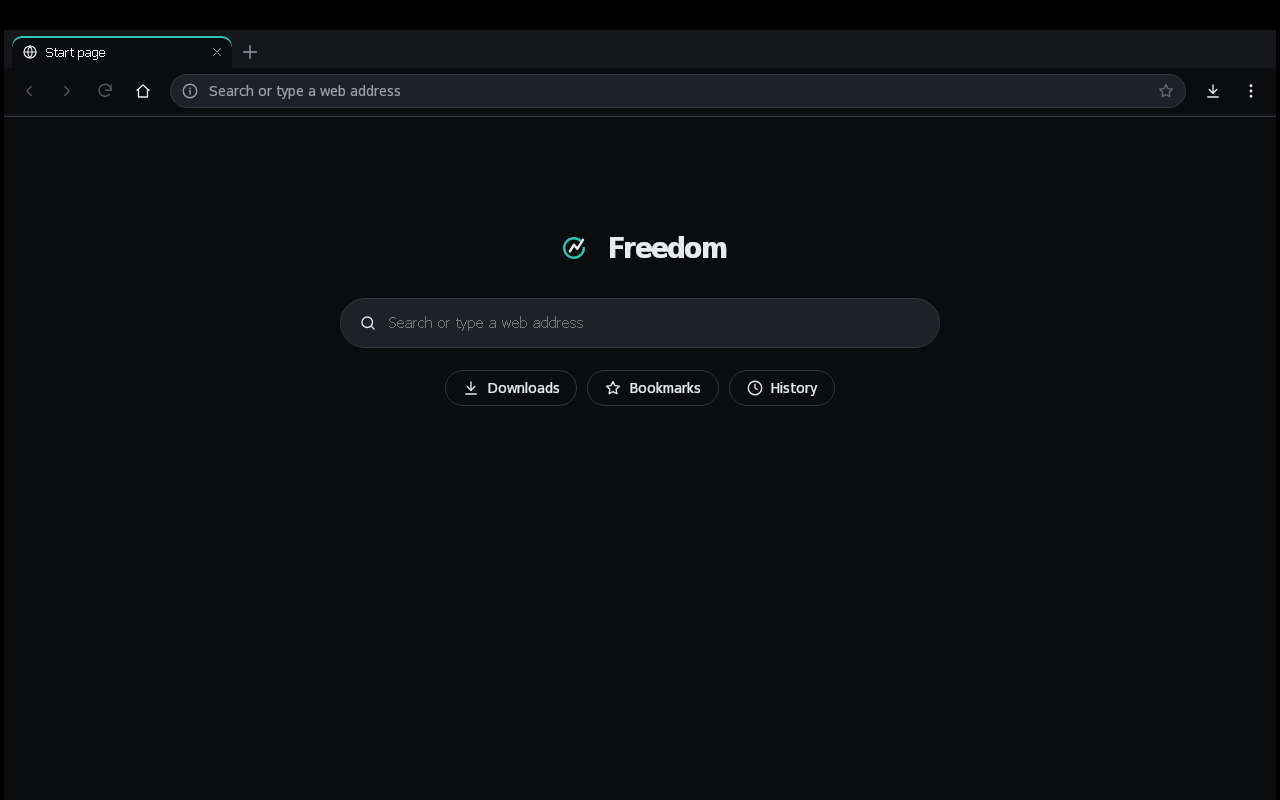 Start page
Search or type a web address
Freedom
Search or type a web address
Downloads
Bookmarks
History